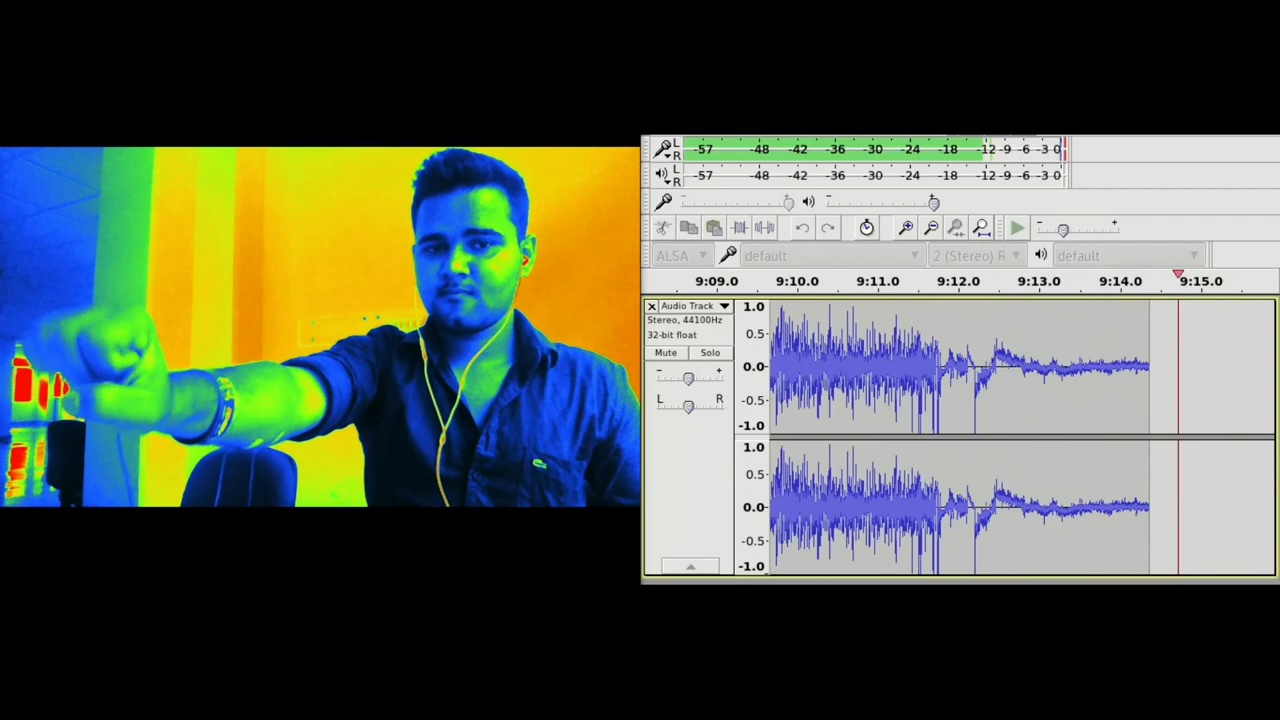 L
R
-57 -48 -42 -36 -30 -24 -18 -12 -9 -6 -3 0
L
R
-57 -48 -42 -36 -30 -24 -18 -12 -9 -6 -3 0
- +
- +
ALSA default 2 (Stereo) R default
9:09.0 9:10.0 9:11.0 9:12.0 9:13.0 9:14.0 9:15.0
Audio Track 1.0
Stereo, 44100Hz
32-bit float 0.5-
Mute Solo
- + 0.0-
L R -0.5-
-1.0
1.0
0.5-
0.0-
-0.5-
-1.0